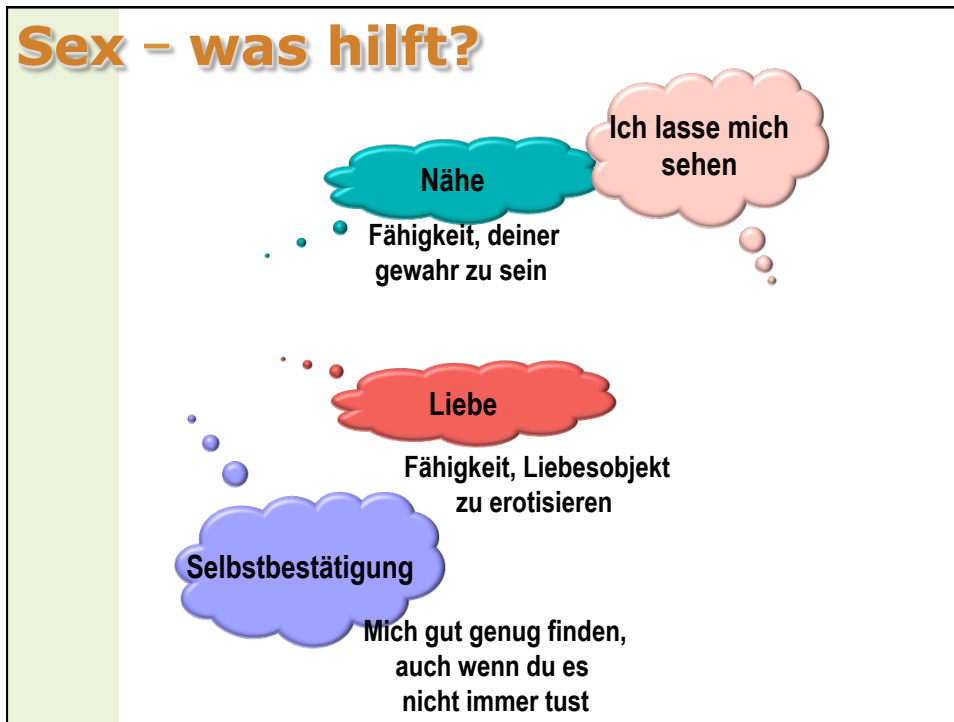 Sex – was hilft?
Ich lasse mich
sehen
Nähe
Fähigkeit, deiner
gewahr zu sein
Liebe
Fähigkeit, Liebesobjekt
zu erotisieren
Selbstbestätigung
Mich gut genug finden,
auch wenn du es
nicht immer tust